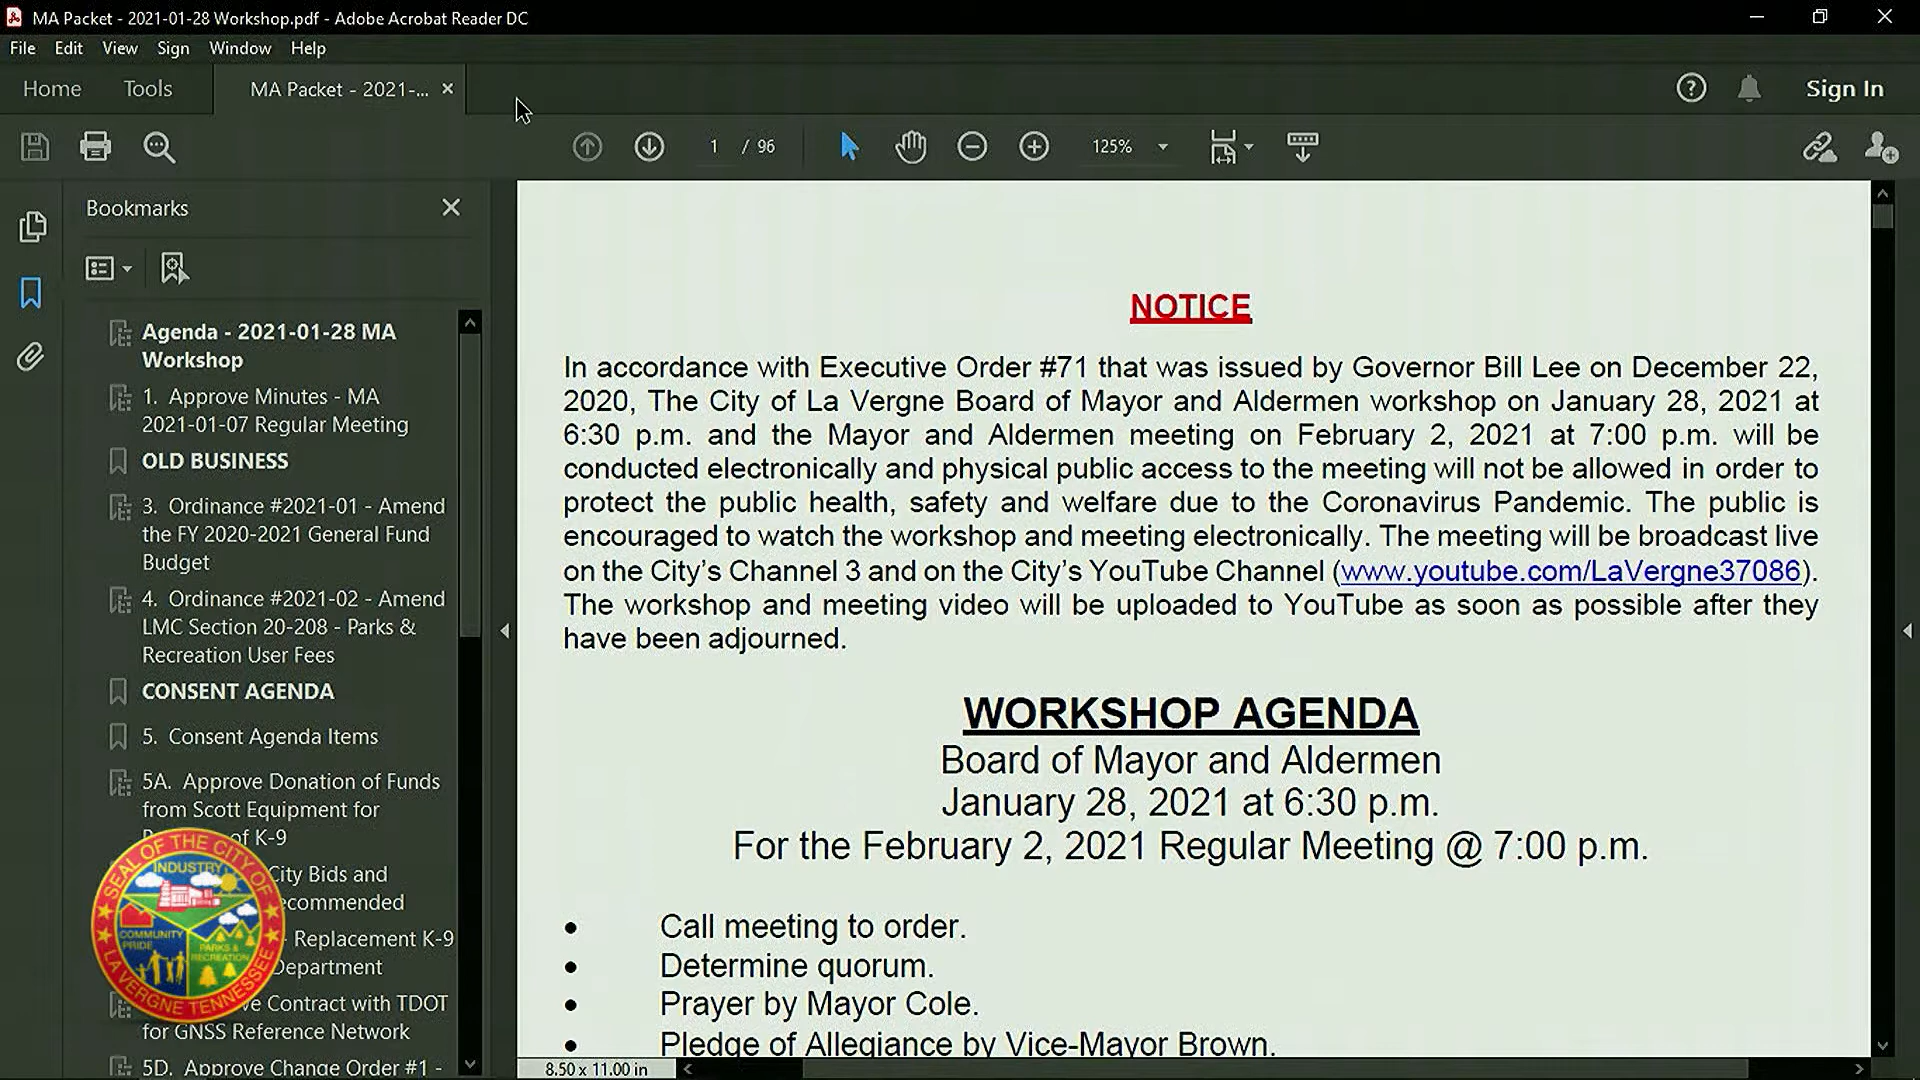 MA Packet - 2021-01-28 Workshop.pdf - Adobe Acrobat Reader DC
File Edit View Sign Window Help
Home Tools MA Packet - 2021-... Sign In
1 / 96 125%
Bookmarks
Agenda - 2021-01-28 MA
Workshop
1. Approve Minutes - MA
2021-01-07 Regular Meeting
OLD BUSINESS
3. Ordinance #2021-01 - Amend
the FY 2020-2021 General Fund
Budget
4. Ordinance #2021-02 - Amend
LMC Section 20-208 - Parks &
Recreation User Fees
CONSENT AGENDA
5. Consent Agenda Items
5A. Approve Donation of Funds
from Scott Equipment for
of K-9
City Bids and
- Replacement K-9
Contract with TDOT
for GNSS Reference Network
5D. Approve Change Order #1 -
SEAL OF THE CITY OF
LA VERGNE TENNESSEE
INDUSTRY
COMMUNITY
PRIDE
PARKS &
RECREATION
NOTICE
In accordance with Executive Order #71 that was issued by Governor Bill Lee on December 22,
2020, The City of La Vergne Board of Mayor and Aldermen workshop on January 28, 2021 at
6:30 p.m. and the Mayor and Aldermen meeting on February 2, 2021 at 7:00 p.m. will be
conducted electronically and physical public access to the meeting will not be allowed in order to
protect the public health, safety and welfare due to the Coronavirus Pandemic. The public is
encouraged to watch the workshop and meeting electronically. The meeting will be broadcast live
on the City’s Channel 3 and on the City’s YouTube Channel (www.youtube.com/LaVergne37086).
The workshop and meeting video will be uploaded to YouTube as soon as possible after they
have been adjourned.
WORKSHOP AGENDA
Board of Mayor and Aldermen
January 28, 2021 at 6:30 p.m.
For the February 2, 2021 Regular Meeting @ 7:00 p.m.
• Call meeting to order.
• Determine quorum.
• Prayer by Mayor Cole.
• Pledge of Allegiance by Vice-Mayor Brown.
8.50 x 11.00 in